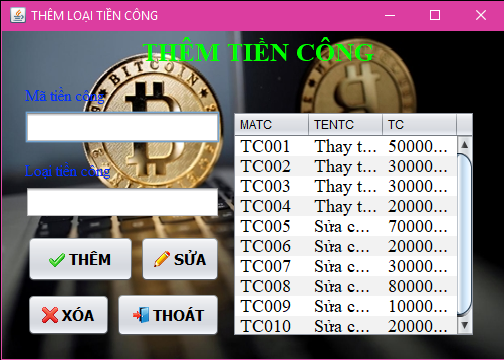 THÊM LOẠI TIỀN CÔNG
THÊM TIỀN CÔNG
Mã tiền công
Loại tiền công
THÊM
SỬA
XÓA
THOÁT
MATC TENTC TC
TC001 Thay t... 50000...
TC002 Thay t... 30000...
TC003 Thay t... 30000...
TC004 Thay t... 20000...
TC005 Sửa c... 70000...
TC006 Sửa c... 20000...
TC007 Sửa c... 30000...
TC008 Sửa c... 80000...
TC009 Sửa c... 10000...
TC010 Sửa c... 20000...
BITCOIN